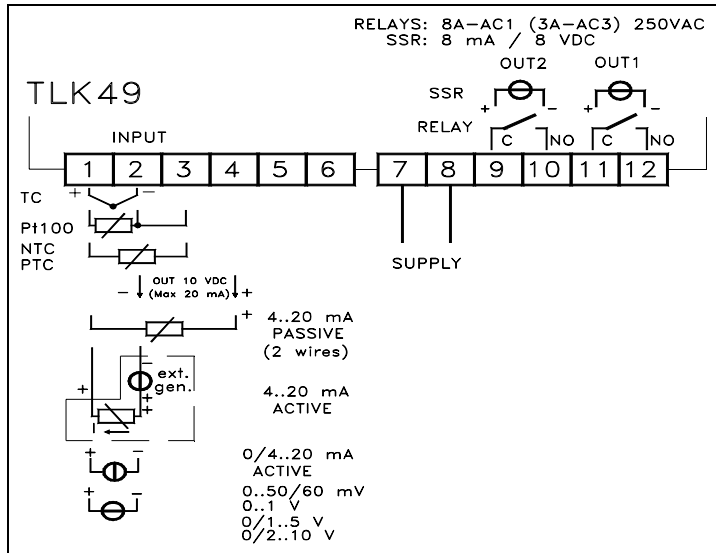 RELAYS: 8A-AC1 (3A-AC3) 250VAC
SSR: 8 mA / 8 VDC
OUT2 OUT1
TLK49
SSR + - + -
RELAY C NO C NO
INPUT
1 2 3 4 5 6 7 8 9 10 11 12
TC + -
Pt100
NTC
PTC
SUPPLY
- OUT 10 VDC +
(Max 20 mA)
+ 4..20 mA
PASSIVE
(2 wires)
-
ext.
gen.
+ +
+
4..20 mA
ACTIVE
I
+ - 0/4..20 mA
ACTIVE
+ - 0..50/60 mV
0..1 V
0/1..5 V
0/2..10 V